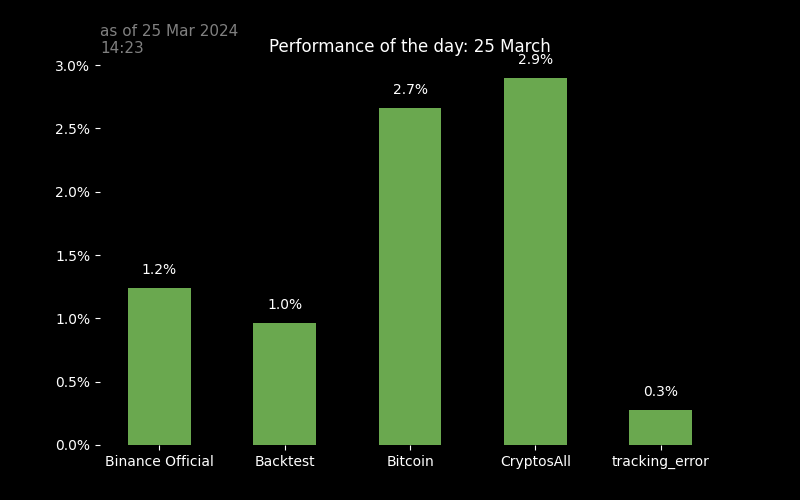 as of 25 Mar 2024
14:23
Performance of the day: 25 March
3.0%
2.5%
2.0%
1.5%
1.0%
0.5%
0.0%
1.2%
1.0%
2.7%
2.9%
0.3%
Binance Official
Backtest
Bitcoin
CryptosAll
tracking_error